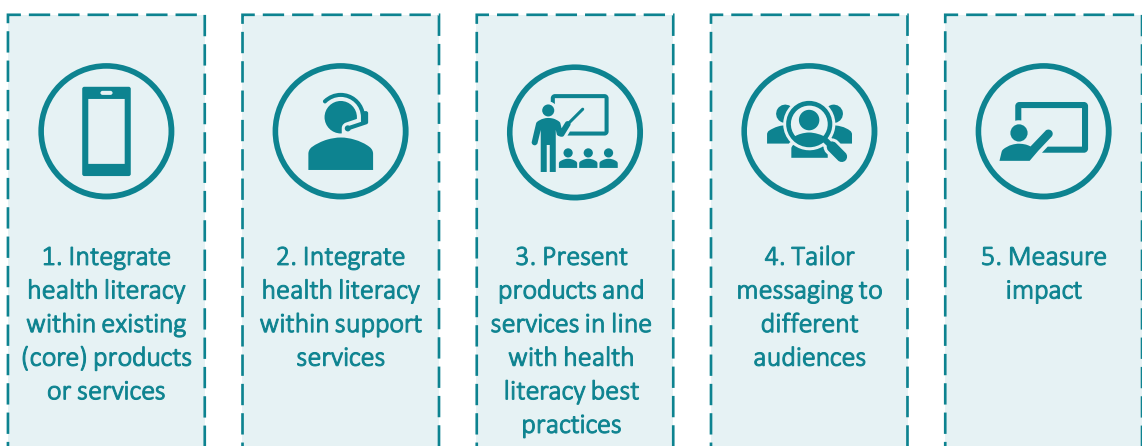 1. Integrate
health literacy
within existing
(core) products
or services
2. Integrate
health literacy
within support
services
3. Present
products and
services in line
with health
literacy best
practices
4. Tailor
messaging to
different
audiences
5. Measure
impact